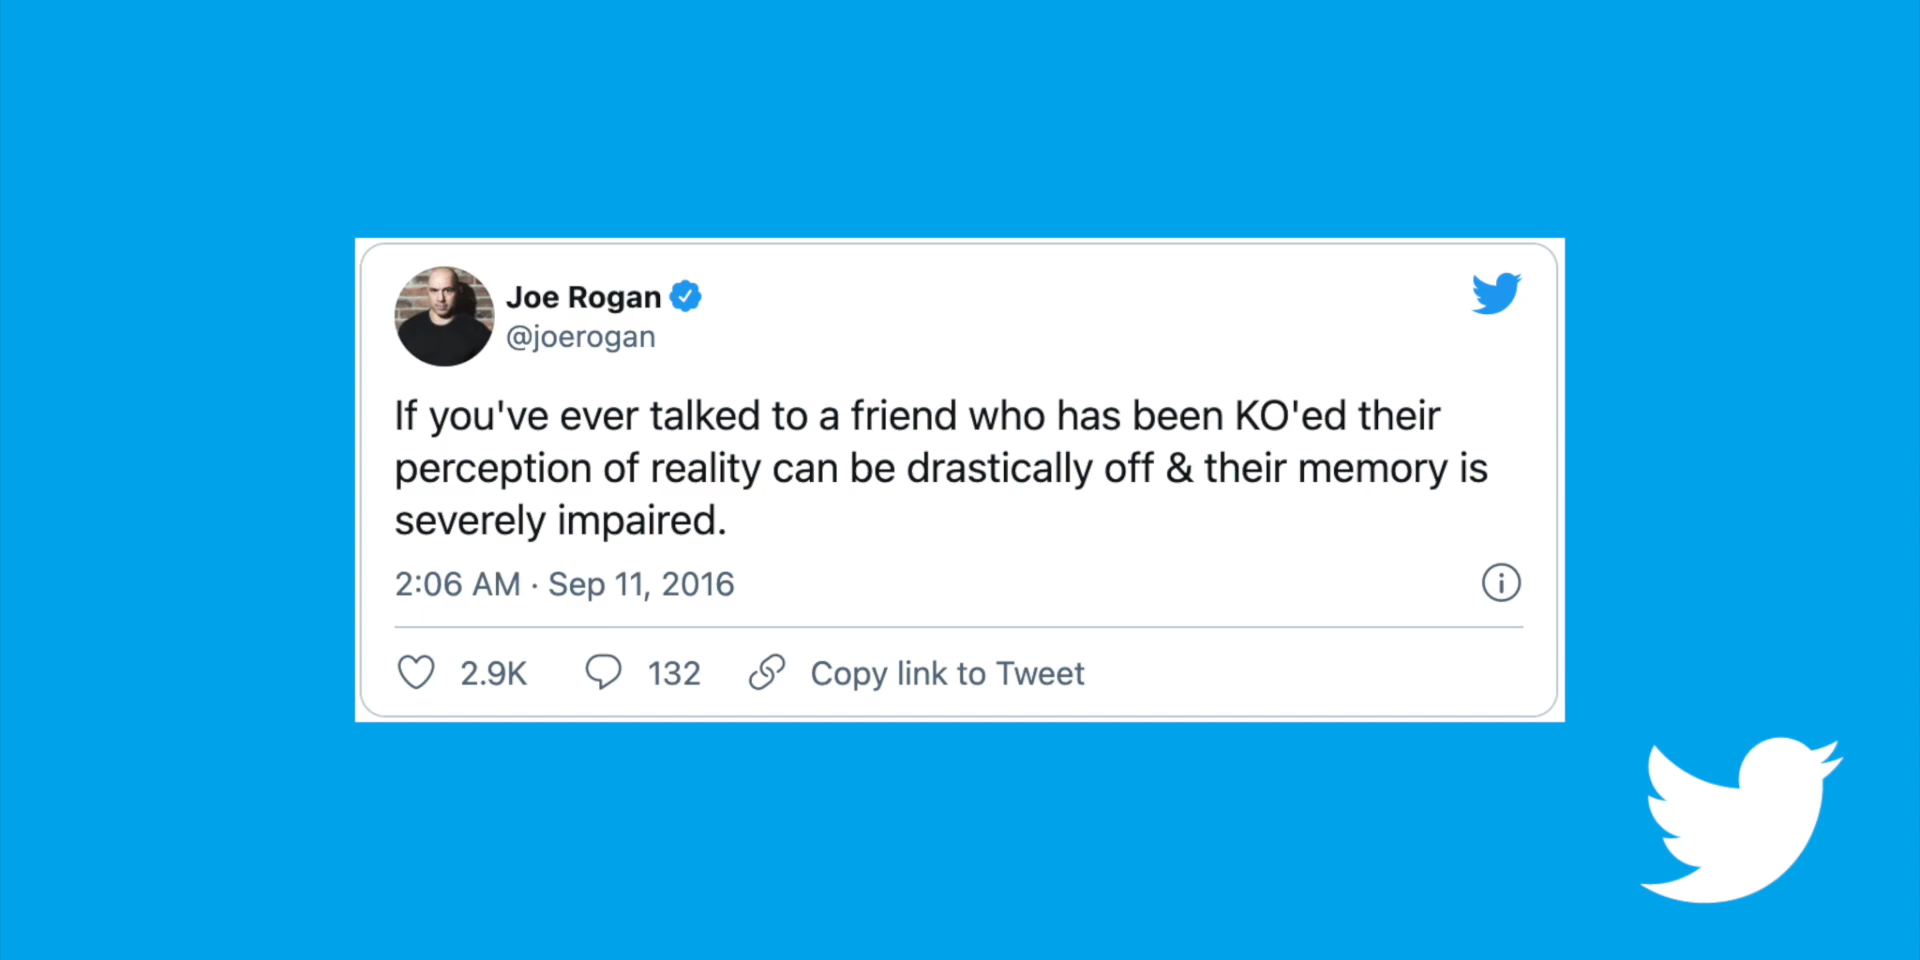 Joe Rogan
@joerogan
If you've ever talked to a friend who has been KO'ed their
perception of reality can be drastically off & their memory is
severely impaired.
2:06 AM · Sep 11, 2016
2.9K 132 Copy link to Tweet